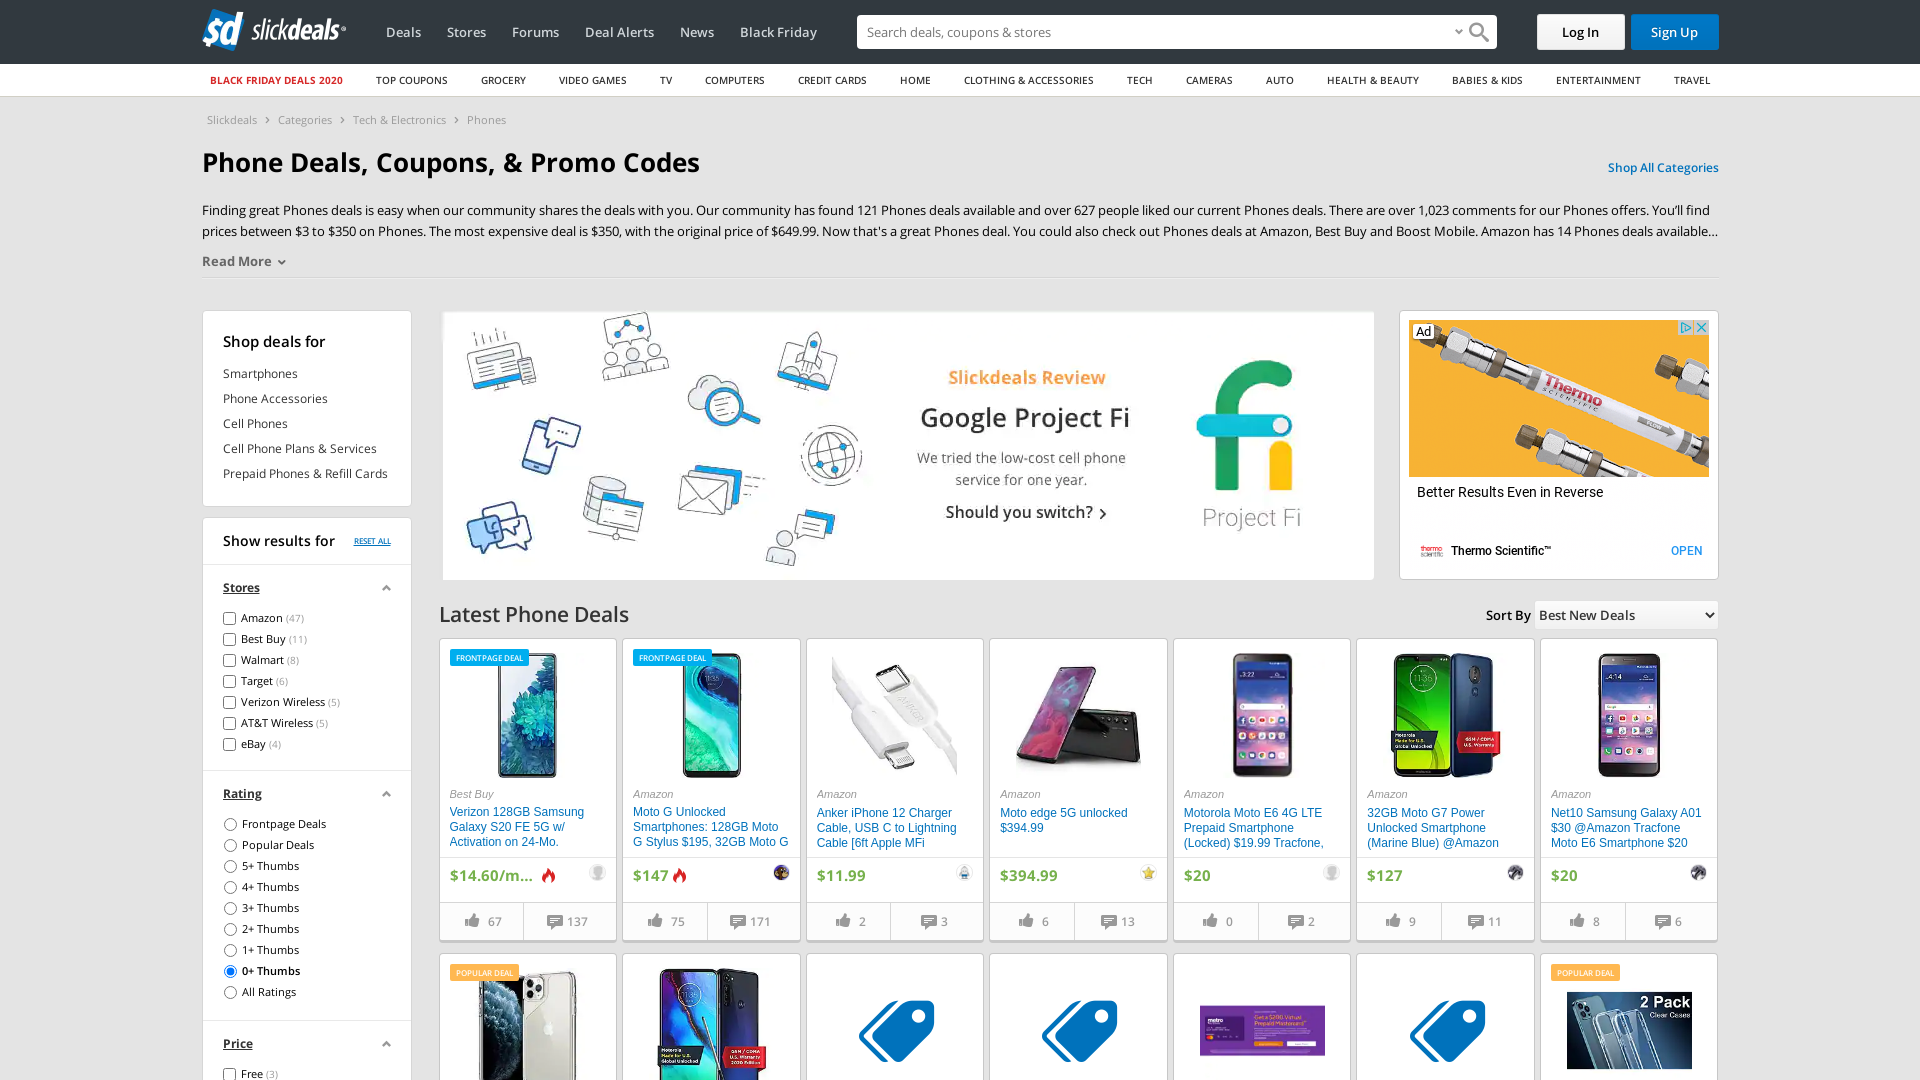 slickdeals
Deals
Stores
Forums
Deal Alerts
News
Black Friday
Search deals, coupons & stores
Log In
Sign Up
BLACK FRIDAY DEALS 2020
TOP COUPONS
GROCERY
VIDEO GAMES
TV
COMPUTERS
CREDIT CARDS
HOME
CLOTHING & ACCESSORIES
TECH
CAMERAS
AUTO
HEALTH & BEAUTY
BABIES & KIDS
ENTERTAINMENT
TRAVEL
Slickdeals
Categories
Tech & Electronics
Phones
Phone Deals, Coupons, & Promo Codes
Shop All Categories
Finding great Phones deals is easy when our community shares the deals with you. Our community has found 121 Phones deals available and over 627 people liked our current Phones deals. There are over 1,023 comments for our Phones offers. You'll find
prices between $3 to $350 on Phones. The most expensive deal is $350, with the original price of $649.99. Now that's a great Phones deal. You could also check out Phones deals at Amazon, Best Buy and Boost Mobile. Amazon has 14 Phones deals available...
Read More
Shop deals for
Smartphones
Phone Accessories
Cell Phones
Cell Phone Plans & Services
Prepaid Phones & Refill Cards
Show results for
RESET ALL
Stores
Amazon (47)
Best Buy (11)
Walmart (8)
Target (6)
Verizon Wireless (5)
AT&T Wireless (5)
eBay (4)
Rating
Frontpage Deals
Popular Deals
5+ Thumbs
4+ Thumbs
3+ Thumbs
2+ Thumbs
1+ Thumbs
0+ Thumbs
All Ratings
Price
Free (3)
Slickdeals Review
Google Project Fi
We tried the low-cost cell phone
service for one year.
Should you switch?
Project Fi
Ad
Thermo
SCIENTIFIC
FLOW
Better Results Even in Reverse
thermo
scientific
Thermo Scientific™
OPEN
Latest Phone Deals
Sort By
Best New Deals
FRONTPAGE DEAL
Best Buy
Verizon 128GB Samsung
Galaxy S20 FE 5G w/
Activation on 24-Mo.
$14.60/m...
67
137
FRONTPAGE DEAL
Amazon
Moto G Unlocked
Smartphones: 128GB Moto
G Stylus $195, 32GB Moto G
$147
75
171
Amazon
Anker iPhone 12 Charger
Cable, USB C to Lightning
Cable [6ft Apple MFi
$11.99
2
3
Amazon
Moto edge 5G unlocked
$394.99
$394.99
6
13
Amazon
Motorola Moto E6 4G LTE
Prepaid Smartphone
(Locked) $19.99 Tracfone,
$20
0
2
Amazon
32GB Moto G7 Power
Unlocked Smartphone
(Marine Blue) @Amazon
$127
9
11
Amazon
Net10 Samsung Galaxy A01
$30 @Amazon Tracfone
Moto E6 Smartphone $20
$20
8
6
POPULAR DEAL
POPULAR DEAL
2 Pack
Clear Cases